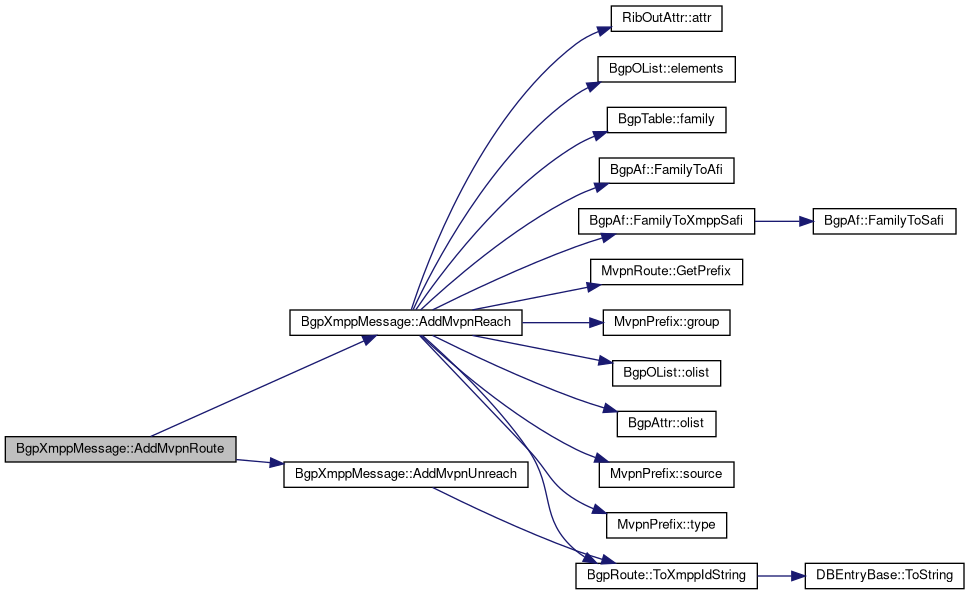 RibOutAttr::attr
BgpOList::elements
BgpTable::family
BgpAf::FamilyToAfi
BgpAf::FamilyToXmppSafi
BgpAf::FamilyToSafi
MvpnRoute::GetPrefix
BgpXmppMessage::AddMvpnReach
MvpnPrefix::group
BgpOList::olist
BgpAttr::olist
BgpXmppMessage::AddMvpnRoute
BgpXmppMessage::AddMvpnUnreach
MvpnPrefix::source
MvpnPrefix::type
BgpRoute::ToXmppIdString
DBEntryBase::ToString